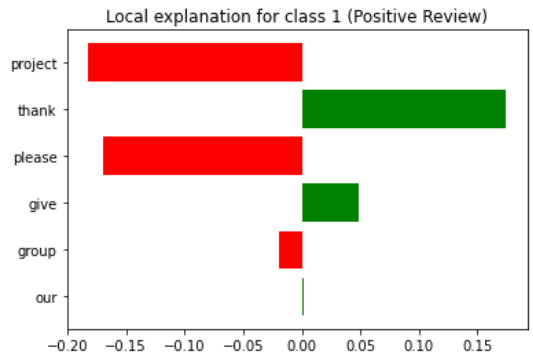 Local explanation for class 1 (Positive Review)
project
thank
please
give
group
our
−0.20 −0.15 −0.10 −0.05 0.00 0.05 0.10 0.15